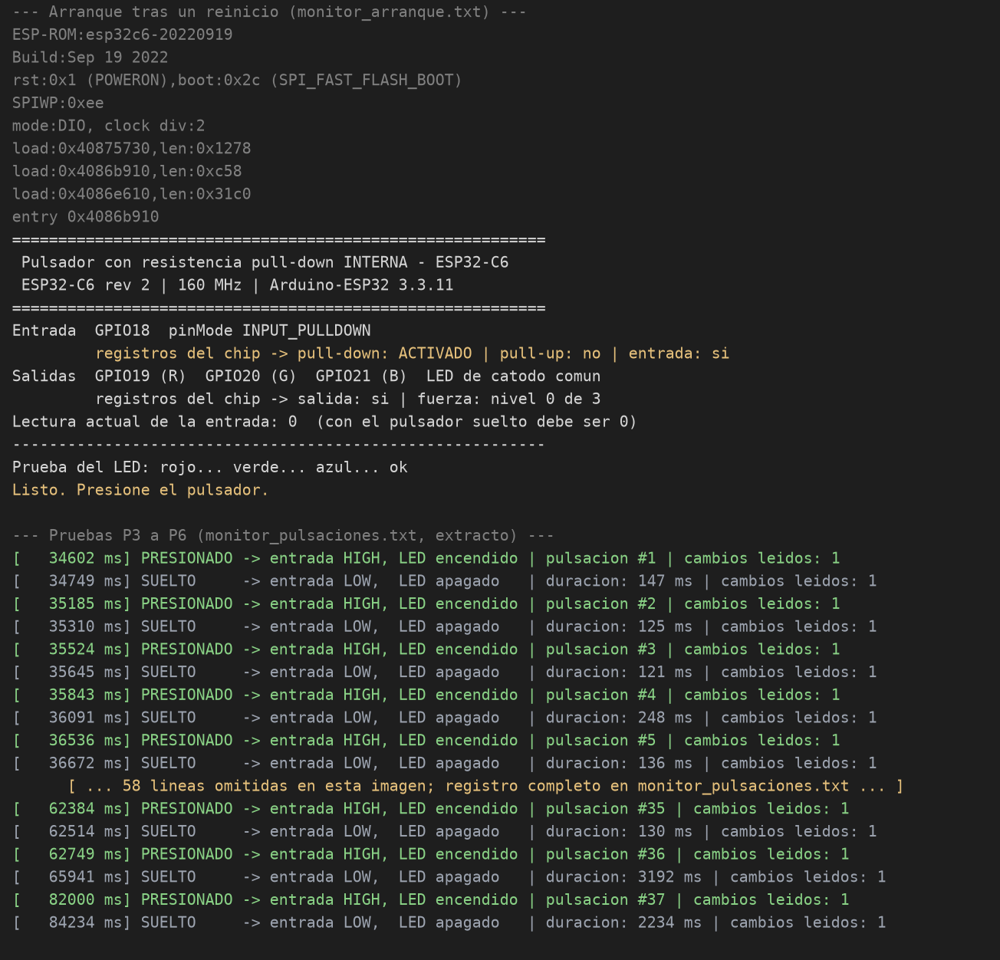 --- Arranque tras un reinicio (monitor_arranque.txt) ---
ESP-ROM:esp32c6-20220919
Build:Sep 19 2022
rst:0x1 (POWERON),boot:0x2c (SPI_FAST_FLASH_BOOT)
SPIWP:0xee
mode:DIO, clock div:2
load:0x40875730,len:0x1278
load:0x4086b910,len:0xc58
load:0x4086e610,len:0x31c0
entry 0x4086b910
==========================================================
 Pulsador con resistencia pull-down INTERNA - ESP32-C6
 ESP32-C6 rev 2 | 160 MHz | Arduino-ESP32 3.3.11
==========================================================
Entrada  GPIO18  pinMode INPUT_PULLDOWN
         registros del chip -> pull-down: ACTIVADO | pull-up: no | entrada: si
Salidas  GPIO19 (R)  GPIO20 (G)  GPIO21 (B)  LED de catodo comun
         registros del chip -> salida: si | fuerza: nivel 0 de 3
Lectura actual de la entrada: 0  (con el pulsador suelto debe ser 0)
----------------------------------------------------------
Prueba del LED: rojo... verde... azul... ok
Listo. Presione el pulsador.

--- Pruebas P3 a P6 (monitor_pulsaciones.txt, extracto) ---
[   34602 ms] PRESIONADO -> entrada HIGH, LED encendido | pulsacion #1 | cambios leidos: 1
[   34749 ms] SUELTO     -> entrada LOW,  LED apagado   | duracion: 147 ms | cambios leidos: 1
[   35185 ms] PRESIONADO -> entrada HIGH, LED encendido | pulsacion #2 | cambios leidos: 1
[   35310 ms] SUELTO     -> entrada LOW,  LED apagado   | duracion: 125 ms | cambios leidos: 1
[   35524 ms] PRESIONADO -> entrada HIGH, LED encendido | pulsacion #3 | cambios leidos: 1
[   35645 ms] SUELTO     -> entrada LOW,  LED apagado   | duracion: 121 ms | cambios leidos: 1
[   35843 ms] PRESIONADO -> entrada HIGH, LED encendido | pulsacion #4 | cambios leidos: 1
[   36091 ms] SUELTO     -> entrada LOW,  LED apagado   | duracion: 248 ms | cambios leidos: 1
[   36536 ms] PRESIONADO -> entrada HIGH, LED encendido | pulsacion #5 | cambios leidos: 1
[   36672 ms] SUELTO     -> entrada LOW,  LED apagado   | duracion: 136 ms | cambios leidos: 1
      [ ... 58 lineas omitidas en esta imagen; registro completo en monitor_pulsaciones.txt ... ]
[   62384 ms] PRESIONADO -> entrada HIGH, LED encendido | pulsacion #35 | cambios leidos: 1
[   62514 ms] SUELTO     -> entrada LOW,  LED apagado   | duracion: 130 ms | cambios leidos: 1
[   62749 ms] PRESIONADO -> entrada HIGH, LED encendido | pulsacion #36 | cambios leidos: 1
[   65941 ms] SUELTO     -> entrada LOW,  LED apagado   | duracion: 3192 ms | cambios leidos: 1
[   82000 ms] PRESIONADO -> entrada HIGH, LED encendido | pulsacion #37 | cambios leidos: 1
[   84234 ms] SUELTO     -> entrada LOW,  LED apagado   | duracion: 2234 ms | cambios leidos: 1